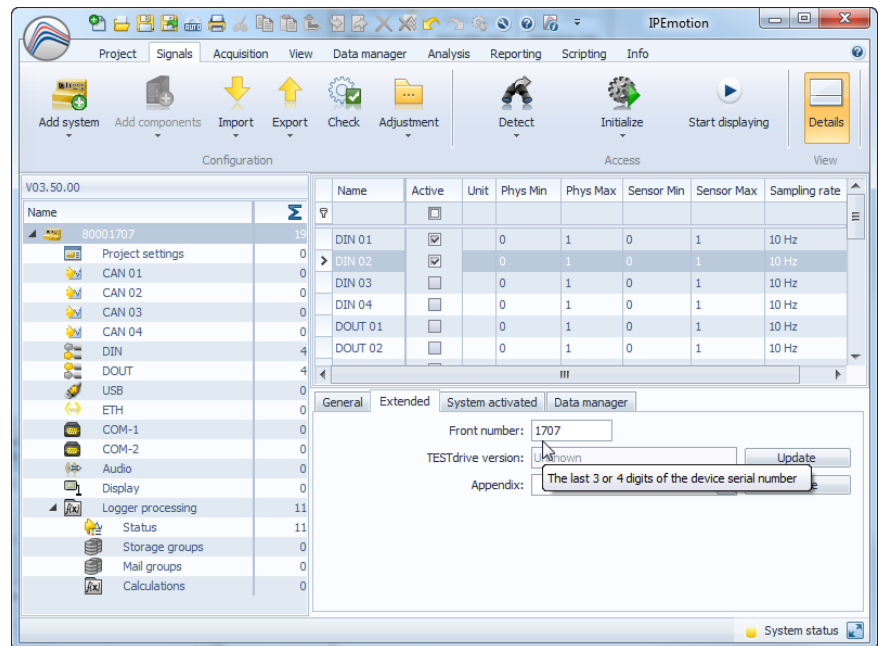 IPEmotion
Project Signals Acquisition View Data manager Analysis Reporting Scripting Info
Add system Add components Import Export Check Adjustment Detect Initialize Start displaying Details
Configuration Access View
V03.50.00
Name Σ
80001707 19
Project settings 0
CAN 01 0
CAN 02 0
CAN 03 0
CAN 04 0
DIN 4
DOUT 4
USB 0
ETH 0
COM-1 0
COM-2 0
Audio 0
Display 0
Logger processing 11
Status 11
Storage groups 0
Mail groups 0
Calculations 0
Name Active Unit Phys Min Phys Max Sensor Min Sensor Max Sampling rate
DIN 01 0 1 0 1 10 Hz
DIN 02 0 1 0 1 10 Hz
DIN 03 0 1 0 1 10 Hz
DIN 04 0 1 0 1 10 Hz
DOUT 01 0 1 0 1 10 Hz
DOUT 02 0 1 0 1 10 Hz
General Extended System activated Data manager
Front number: 1707
TESTdrive version: Update
Appendix:
The last 3 or 4 digits of the device serial number
System status